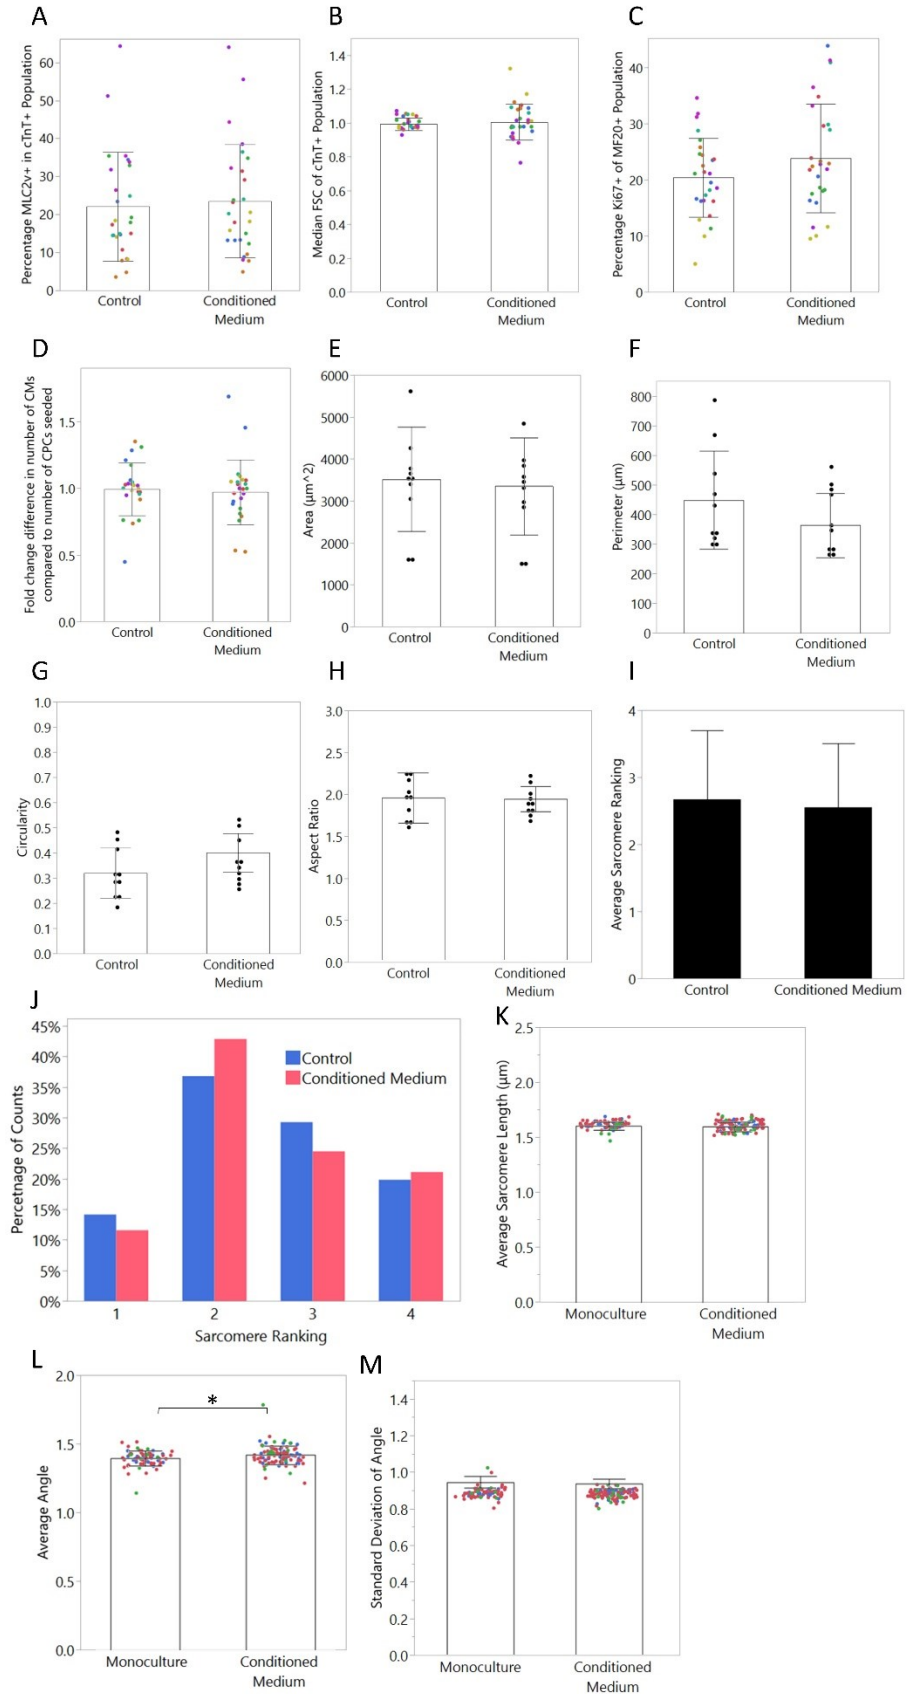 A
Percentage MLC2v+ in cTnT+ Population
60
50
40
30
20
10
0
Control
Conditioned
Medium
B
Median FSC of cTnT+ Population
1.4
1.2
1.0
0.8
0.6
0.4
0.2
0.0
Control
Conditioned
Medium
C
Percentage Ki67+ of MF20+ Population
40
30
20
10
0
Control
Conditioned
Medium
D
Fold change difference in number of CMs
compared to number of CPCs seeded
1.5
1.0
0.5
0.0
Control
Conditioned
Medium
E
Area (µm^2)
6000
5000
4000
3000
2000
1000
0
Control
Conditioned
Medium
F
Perimeter (µm)
800
700
600
500
400
300
200
100
0
Control
Conditioned
Medium
G
Circularity
1.0
0.9
0.8
0.7
0.6
0.5
0.4
0.3
0.2
0.1
0.0
Control
Conditioned
Medium
H
Aspect Ratio
3.0
2.5
2.0
1.5
1.0
0.5
0.0
Control
Conditioned
Medium
I
Average Sarcomere Ranking
4
3
2
1
0
Control
Conditioned Medium
J
Percetnage of Counts
45%
40%
35%
30%
25%
20%
15%
10%
5%
0%
Control
Conditioned Medium
1
2
3
4
Sarcomere Ranking
K
Average Sarcomere Length (µm)
2.5
2.0
1.5
1.0
0.5
0.0
Monoculture
Conditioned
Medium
L
Average Angle
2.0
1.5
1.0
0.5
0.0
*
Monoculture
Conditioned
Medium
M
Standard Deviation of Angle
1.4
1.2
1.0
0.8
0.6
0.4
0.2
0.0
Monoculture
Conditioned
Medium